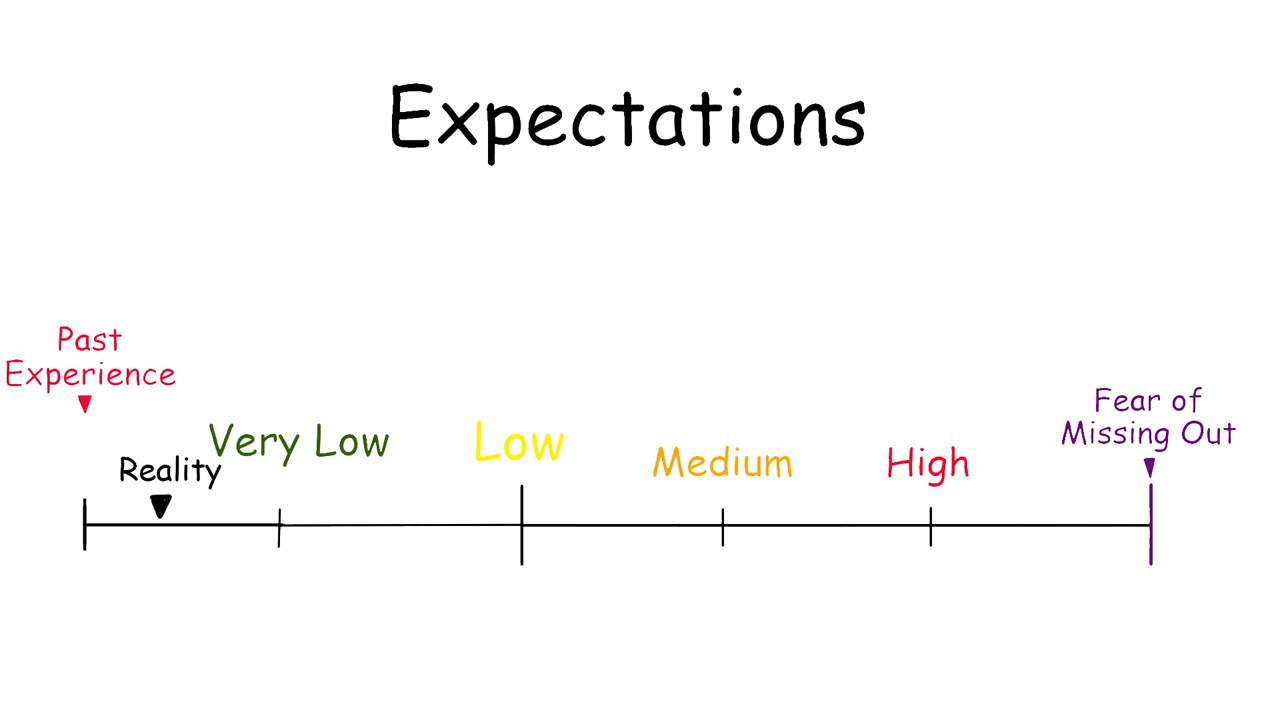 Expectations
Past
Experience
Fear of
Missing Out
Very Low
Low
Reality
Medium
High